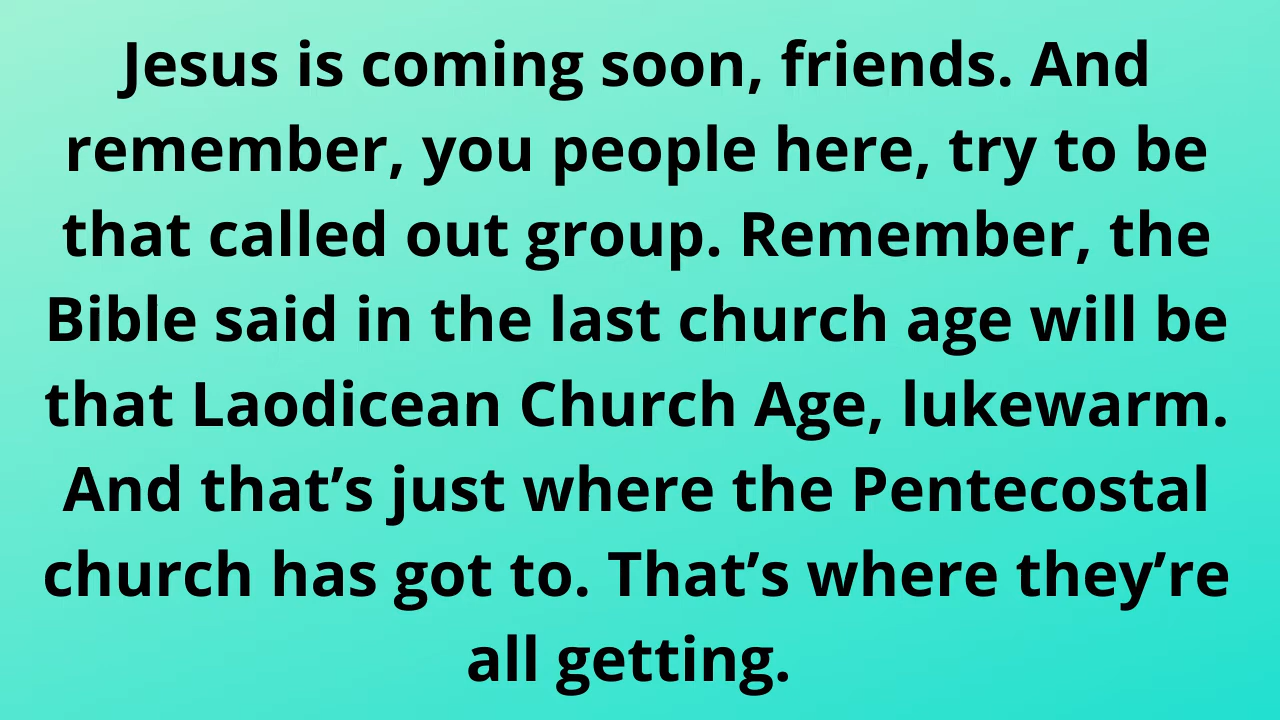 Jesus is coming soon, friends. And
remember, you people here, try to be
that called out group. Remember, the
Bible said in the last church age will be
that Laodicean Church Age, lukewarm.
And that’s just where the Pentecostal
church has got to. That’s where they’re
all getting.